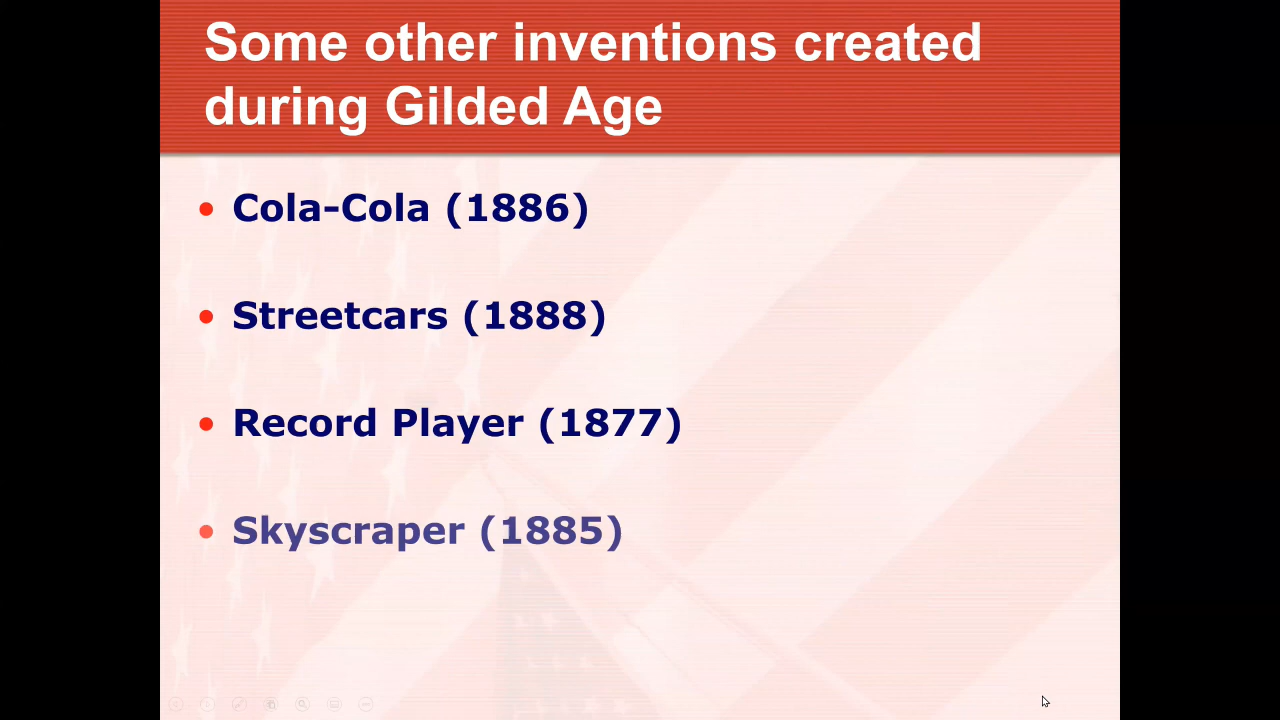 Some other inventions created
during Gilded Age
• Cola-Cola (1886)
• Streetcars (1888)
• Record Player (1877)
• Skyscraper (1885)